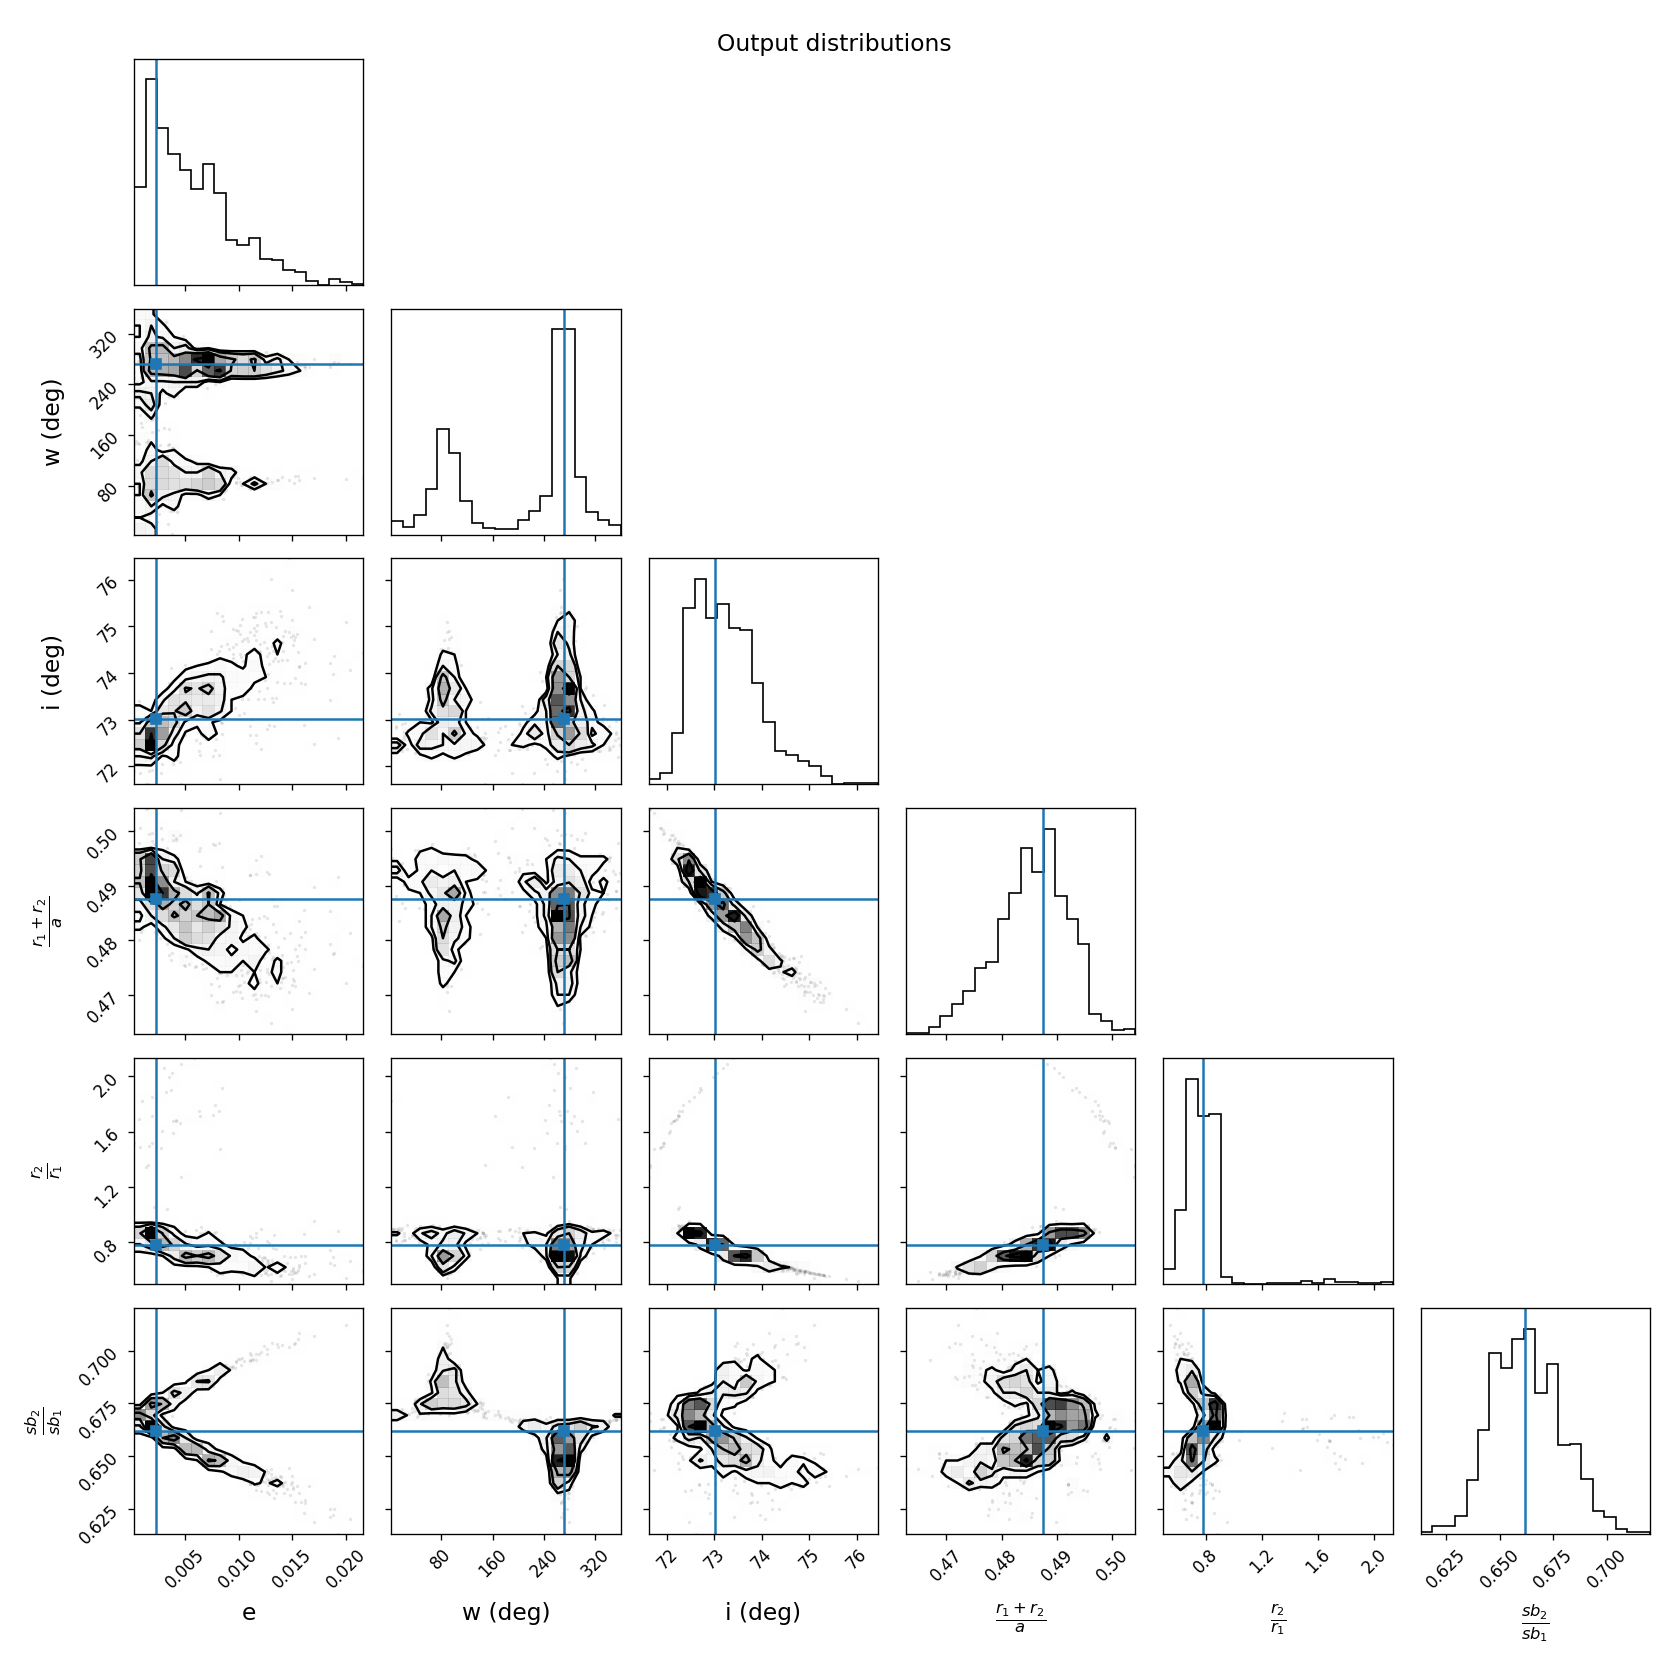 Output distributions
320
240
160
80
w (deg)
76
75
74
73
72
i (deg)
0.50
0.49
0.48
0.47
r₁ + r₂
a
2.0
1.6
1.2
0.8
r₂
r₁
0.700
0.675
0.650
0.625
sb₂
sb₁
0.005 0.010 0.015 0.020 80 160 240 320 72 73 74 75 76 0.47 0.48 0.49 0.50 0.8 1.2 1.6 2.0 0.625 0.650 0.675 0.700
e w (deg) i (deg) r₁ + r₂ r₂ sb₂
a r₁ sb₁